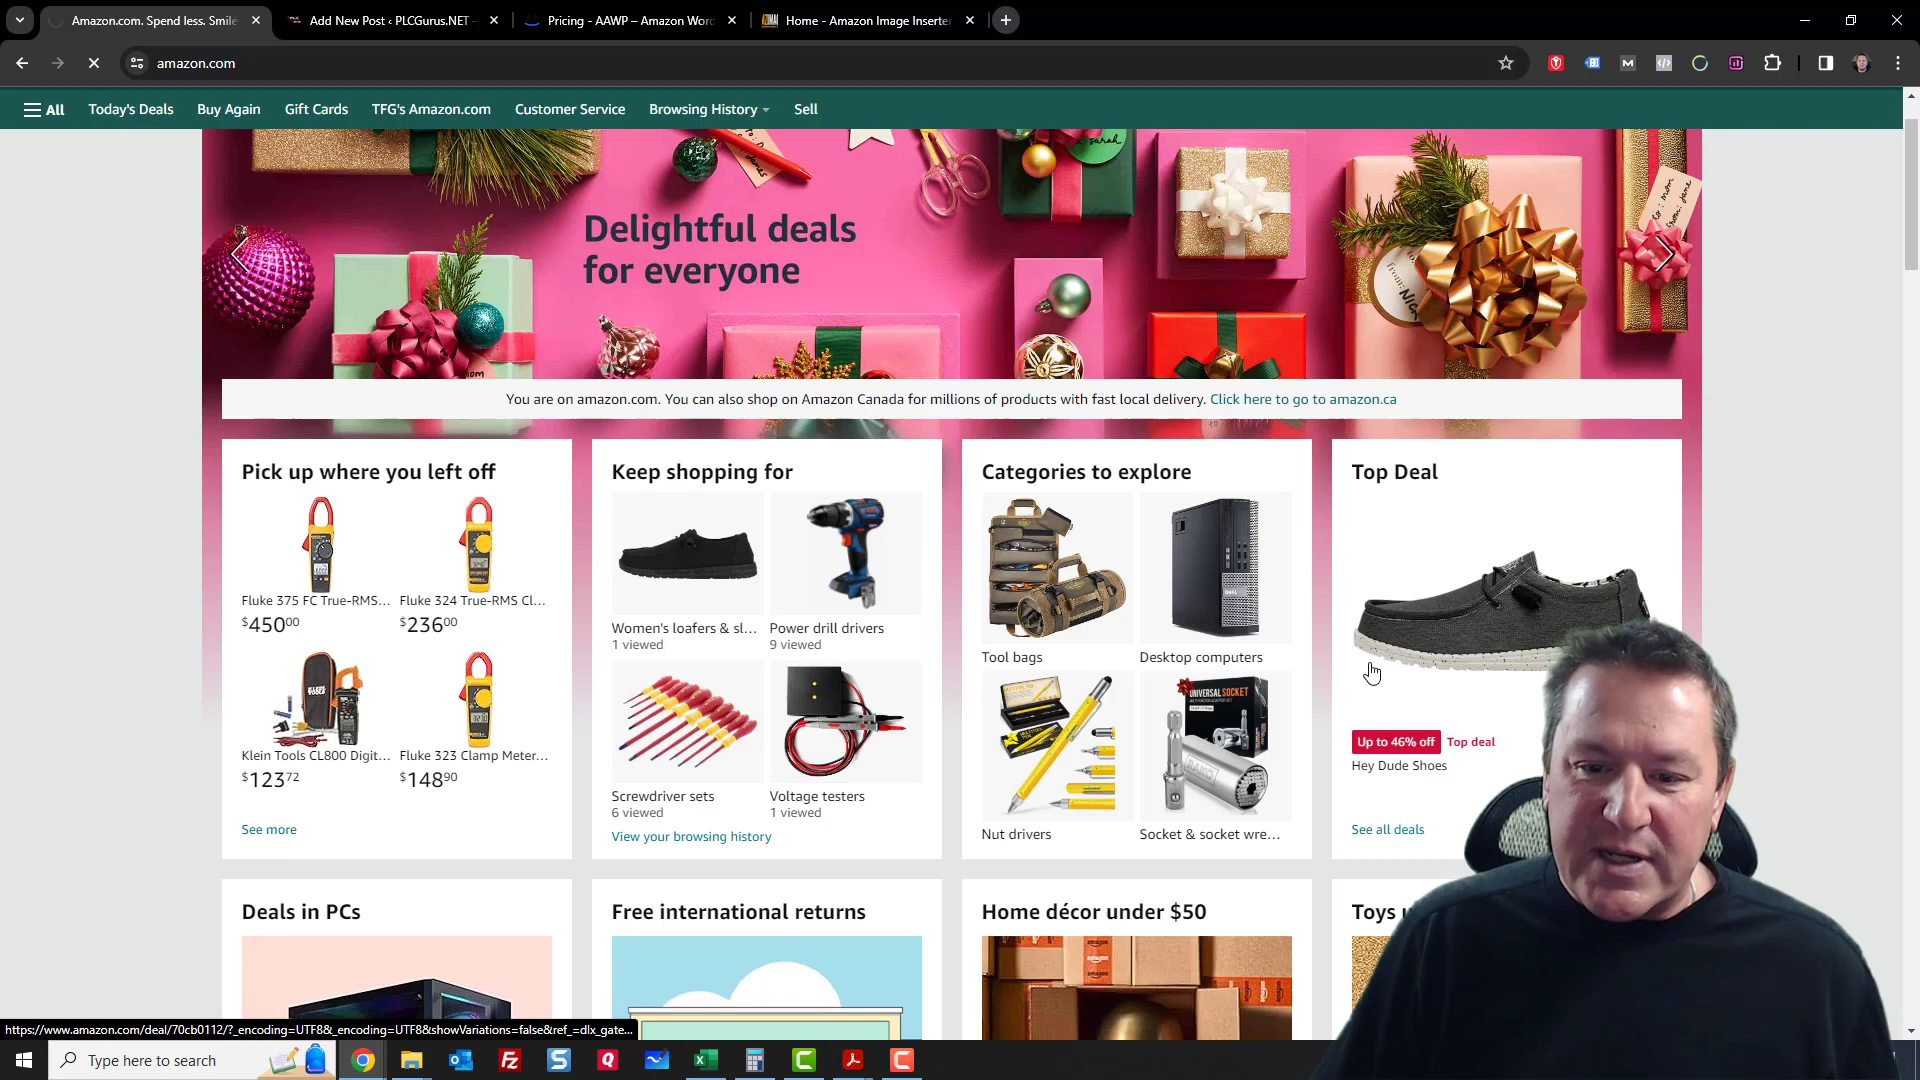 Amazon.com. Spend less. Smile
Add New Post ‹ PLCGurus.NET –
Pricing - AAWP – Amazon Word
Home - Amazon Image Inserter
amazon.com
All
Today's Deals
Buy Again
Gift Cards
TFG's Amazon.com
Customer Service
Browsing History
Sell
Delightful deals
for everyone
You are on amazon.com. You can also shop on Amazon Canada for millions of products with fast local delivery. Click here to go to amazon.ca
Pick up where you left off
Fluke 375 FC True-RMS...
$450 00
Fluke 324 True-RMS Cl...
$236 00
Klein Tools CL800 Digit...
$123 72
Fluke 323 Clamp Meter...
$148 90
See more
Keep shopping for
Women's loafers & sl...
1 viewed
Power drill drivers
9 viewed
Screwdriver sets
6 viewed
Voltage testers
1 viewed
View your browsing history
Categories to explore
Tool bags
Desktop computers
UNIVERSAL SOCKET
Nut drivers
Socket & socket wre...
Top Deal
Up to 46% off
Top deal
Hey Dude Shoes
See all deals
Deals in PCs
Free international returns
Home décor under $50
Toys
https://www.amazon.com/deal/70cb0112/?_encoding=UTF8&_encoding=UTF8&showVariations=false&ref_=dlx_gate...
Type here to search